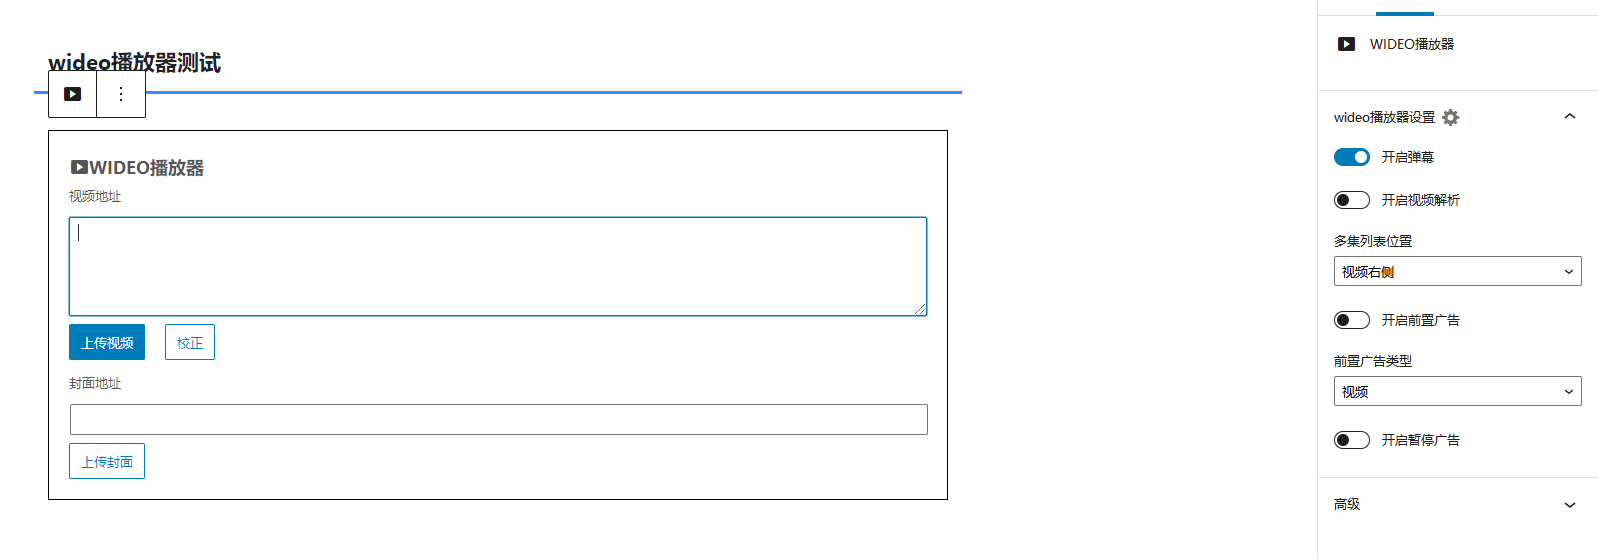 wideo播放器测试
WIDEO播放器
视频地址
上传视频
校正
封面地址
上传封面
WIDEO播放器
wideo播放器设置
开启弹幕
开启视频解析
多集列表位置
视频右侧
开启前置广告
前置广告类型
视频
开启暂停广告
高级